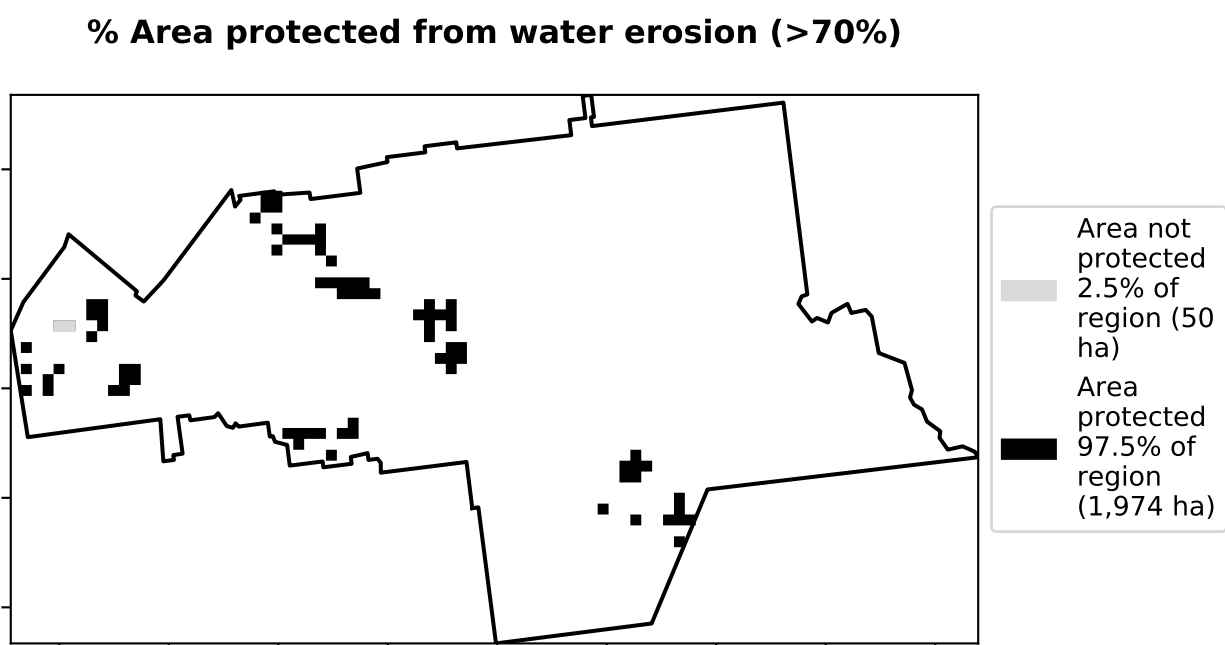 % Area protected from water erosion (>70%)
Area not
protected
2.5% of
region (50
ha)
Area
protected
97.5% of
region
(1,974 ha)